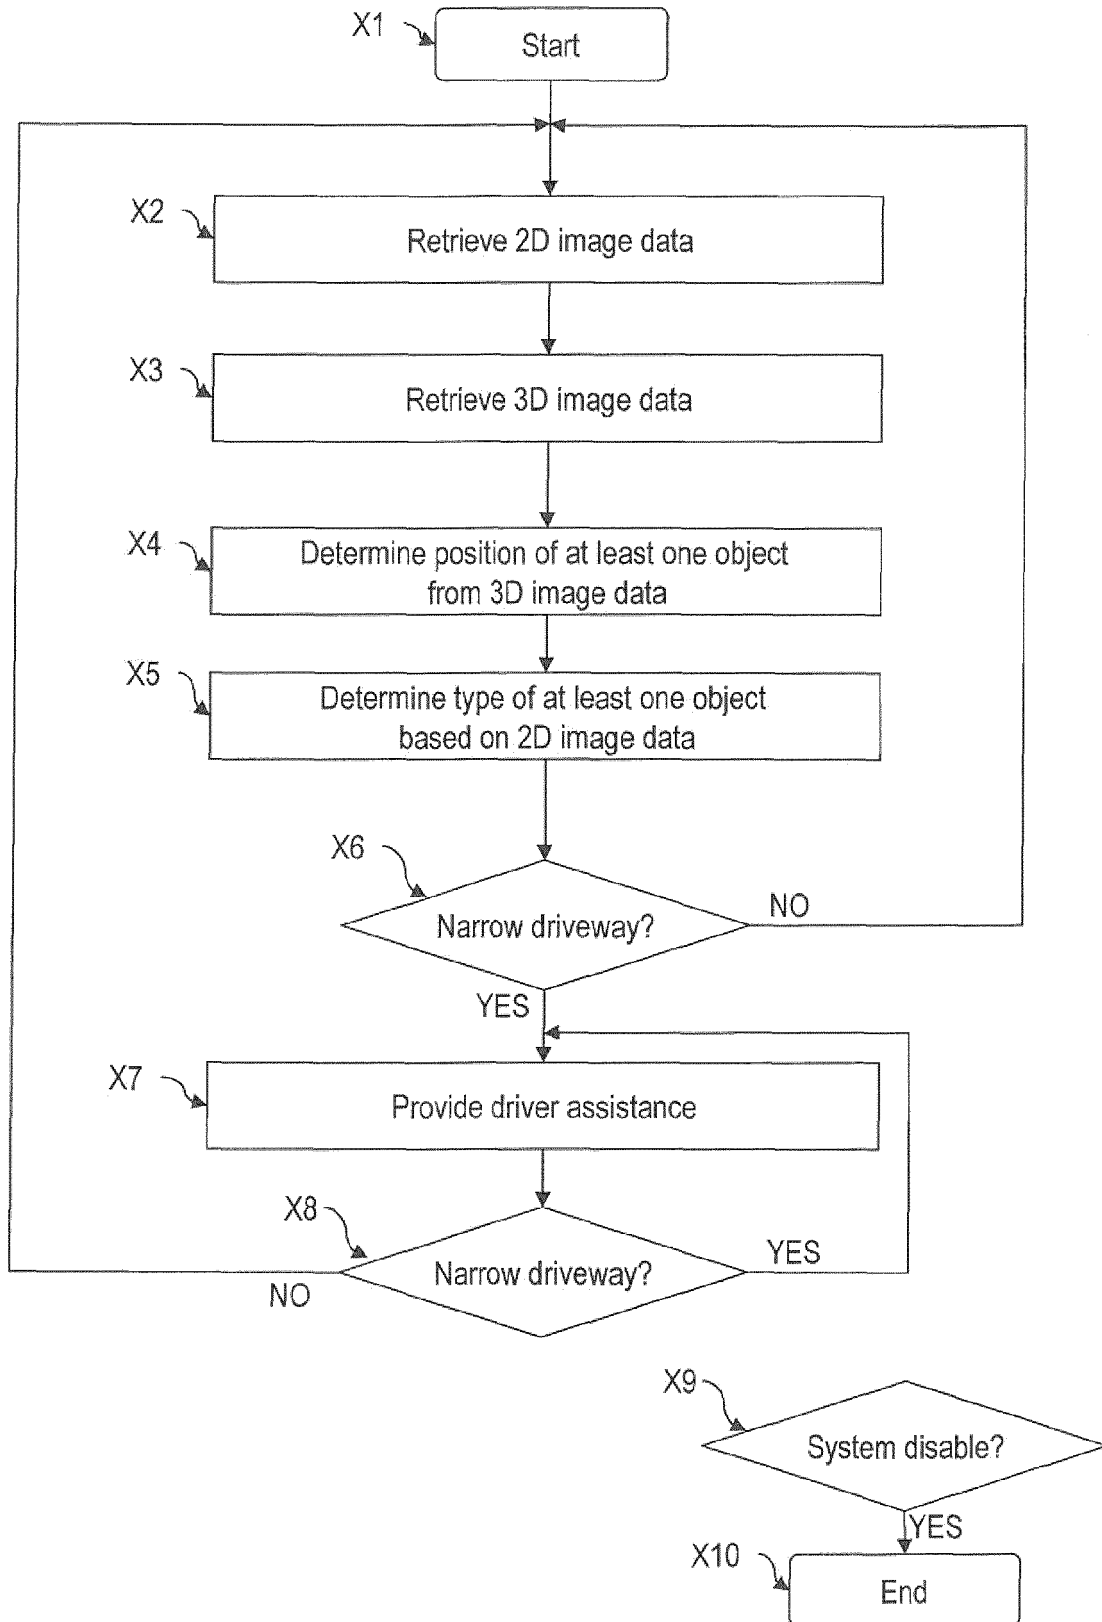 X1
Start
X2
Retrieve 2D image data
X3
Retrieve 3D image data
X4
Determine position of at least one object
from 3D image data
X5
Determine type of at least one object
based on 2D image data
X6
Narrow driveway?
NO
YES
X7
Provide driver assistance
X8
Narrow driveway?
YES
NO
X9
System disable?
YES
X10
End